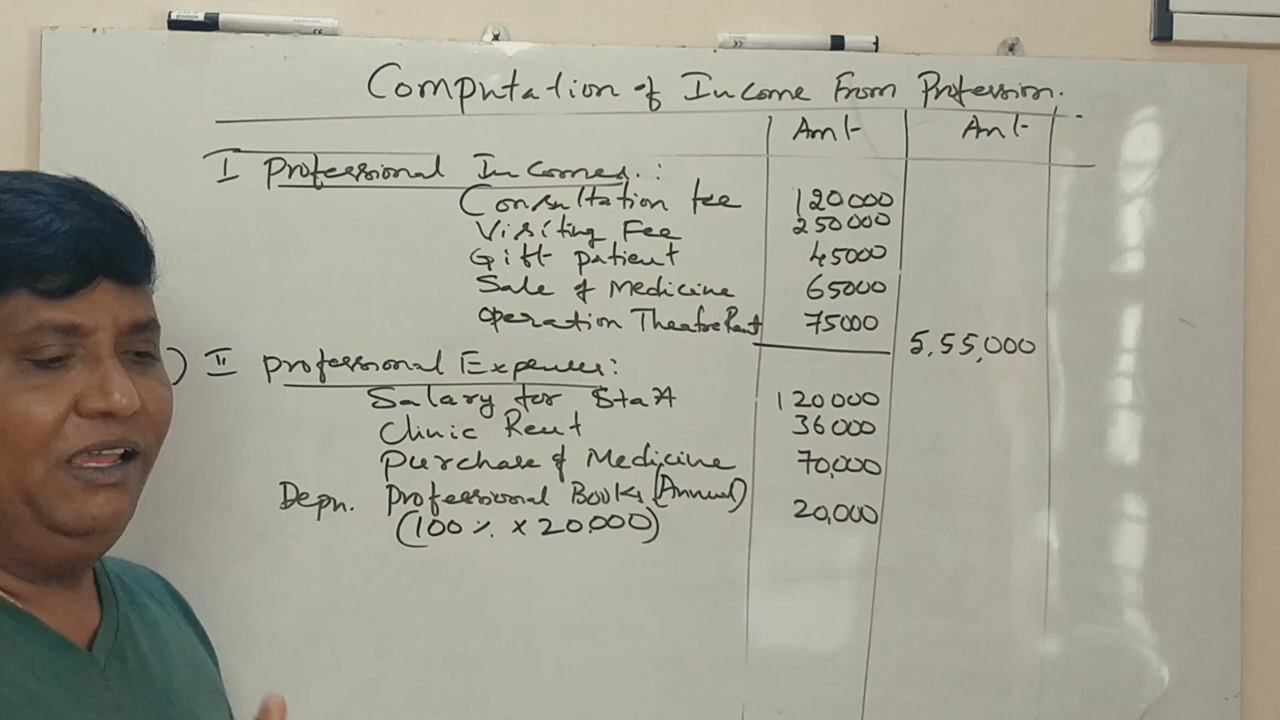 Computation of Income From Profession.
Amt Amt
I Professional Incomes:
Consultation fee 120000
Visiting Fee 250000
Gift patient 45000
Sale of Medicine 65000
Operation Theatre Rent 75000
5,55,000
) II professional Expenses:
Salary for Staff 120000
Clinic Rent 36000
Purchase of Medicine 70,000
Depn. Professional Books (Annual)
(100% x 20.000) 20,000